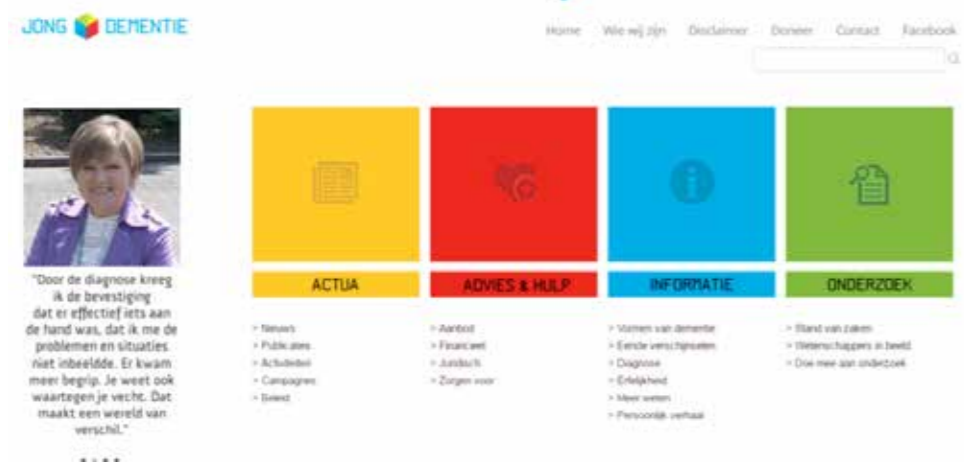 JONG DEMENTIE
Home Wie wij zijn Disclaimer Doneer Contact Facebook
"Door de diagnose kreeg
ik de bevestiging
dat er effectief iets aan
de hand was, dat ik me de
problemen en situaties
niet inbeeldde. Er kwam
meer begrip. Je weet ook
waartegen je vecht. Dat
maakt een wereld van
verschil."
ACTUA
> Nieuws
> Publicaties
> Activiteiten
> Campagnes
> Beleid
ADVIES & HULP
> Aanbod
> Financieel
> Juridisch
> Zorgen voor
INFORMATIE
> Vormen van dementie
> Eerste verschijnselen
> Diagnose
> Erfelijkheid
> Meer weten
> Persoonlijk verhaal
ONDERZOEK
> Stand van zaken
> Wetenschappers in beeld
> Doe mee aan onderzoek